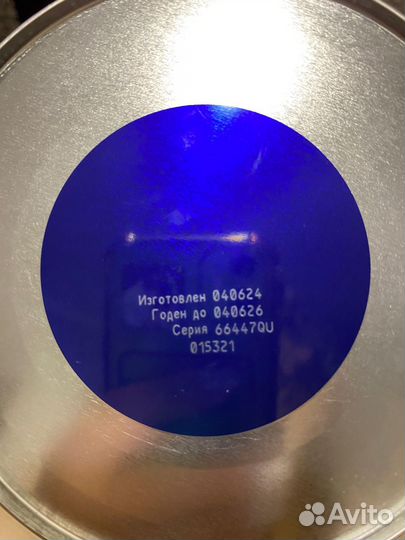 Изготовлен 040624
Годен до 040626
Серия 66447QU
015321
Avito